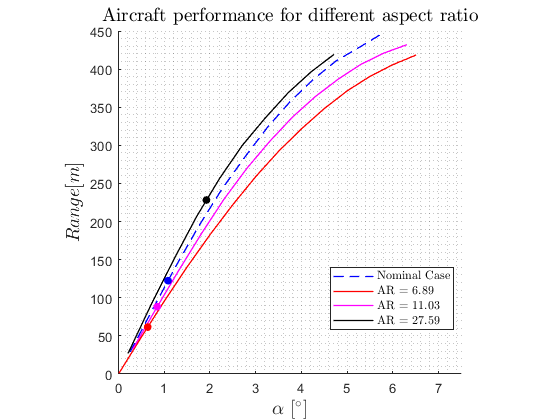 Aircraft performance for different aspect ratio
450
400
350
300
250
200
150
100
50
0
Range[m]
0 1 2 3 4 5 6 7
α [°]
Nominal Case
AR = 6.89
AR = 11.03
AR = 27.59